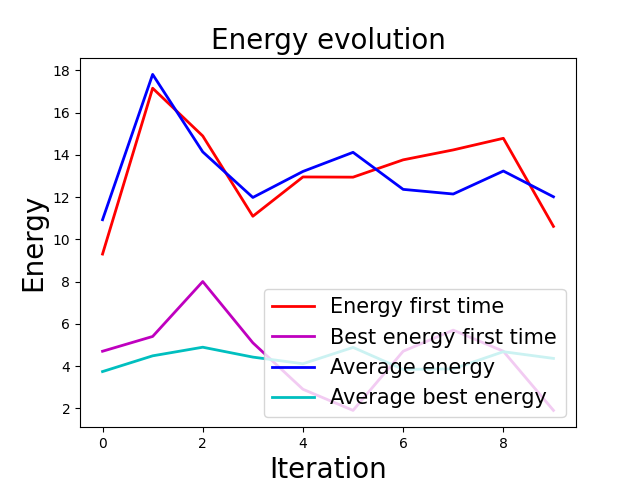 Energy evolution
18
16
14
12
10
8
6
4
2
Energy
Energy first time
Best energy first time
Average energy
Average best energy
0 2 4 6 8
Iteration